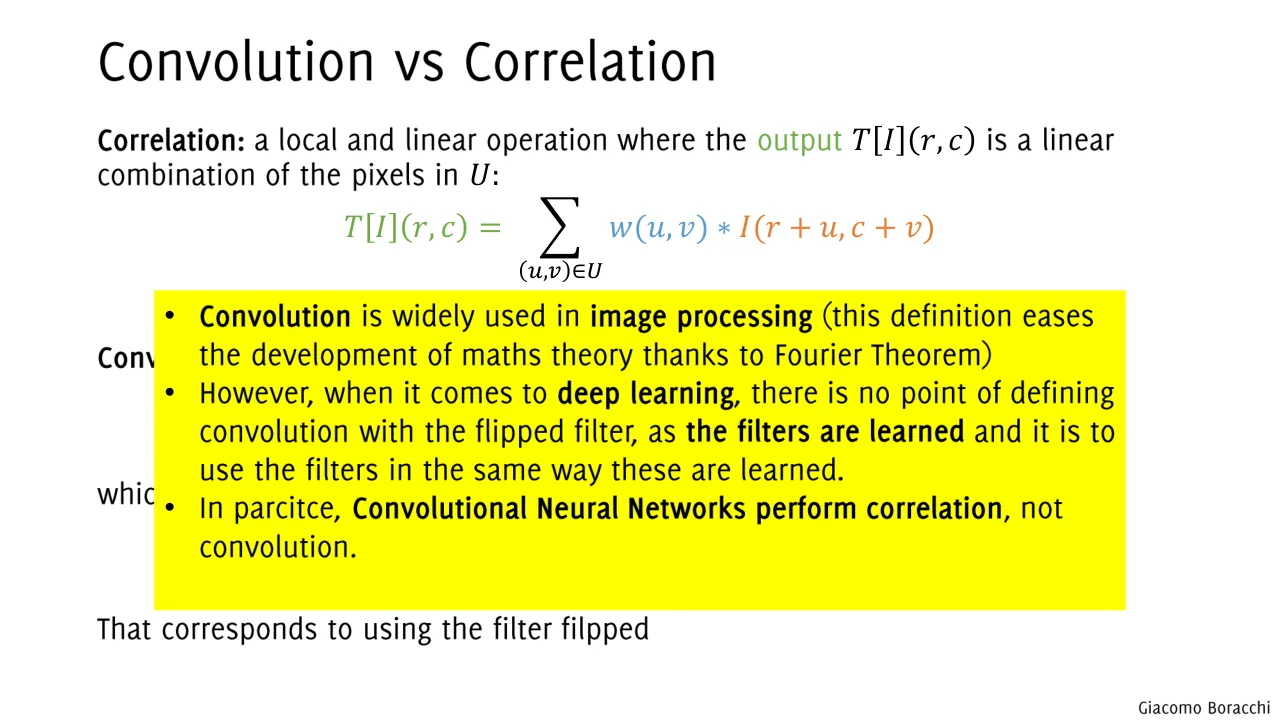 Convolution vs Correlation
Correlation: a local and linear operation where the output T[I](r, c) is a linear
combination of the pixels in U:
T[I](r, c) = ∑ w(u, v) ∗ I(r + u, c + v)
(u,v)∈U
• Convolution is widely used in image processing (this definition eases
the development of maths theory thanks to Fourier Theorem)
Conv
• However, when it comes to deep learning, there is no point of defining
convolution with the flipped filter, as the filters are learned and it is to
use the filters in the same way these are learned.
whic
• In parcitce, Convolutional Neural Networks perform correlation, not
convolution.
That corresponds to using the filter filpped
Giacomo Boracchi